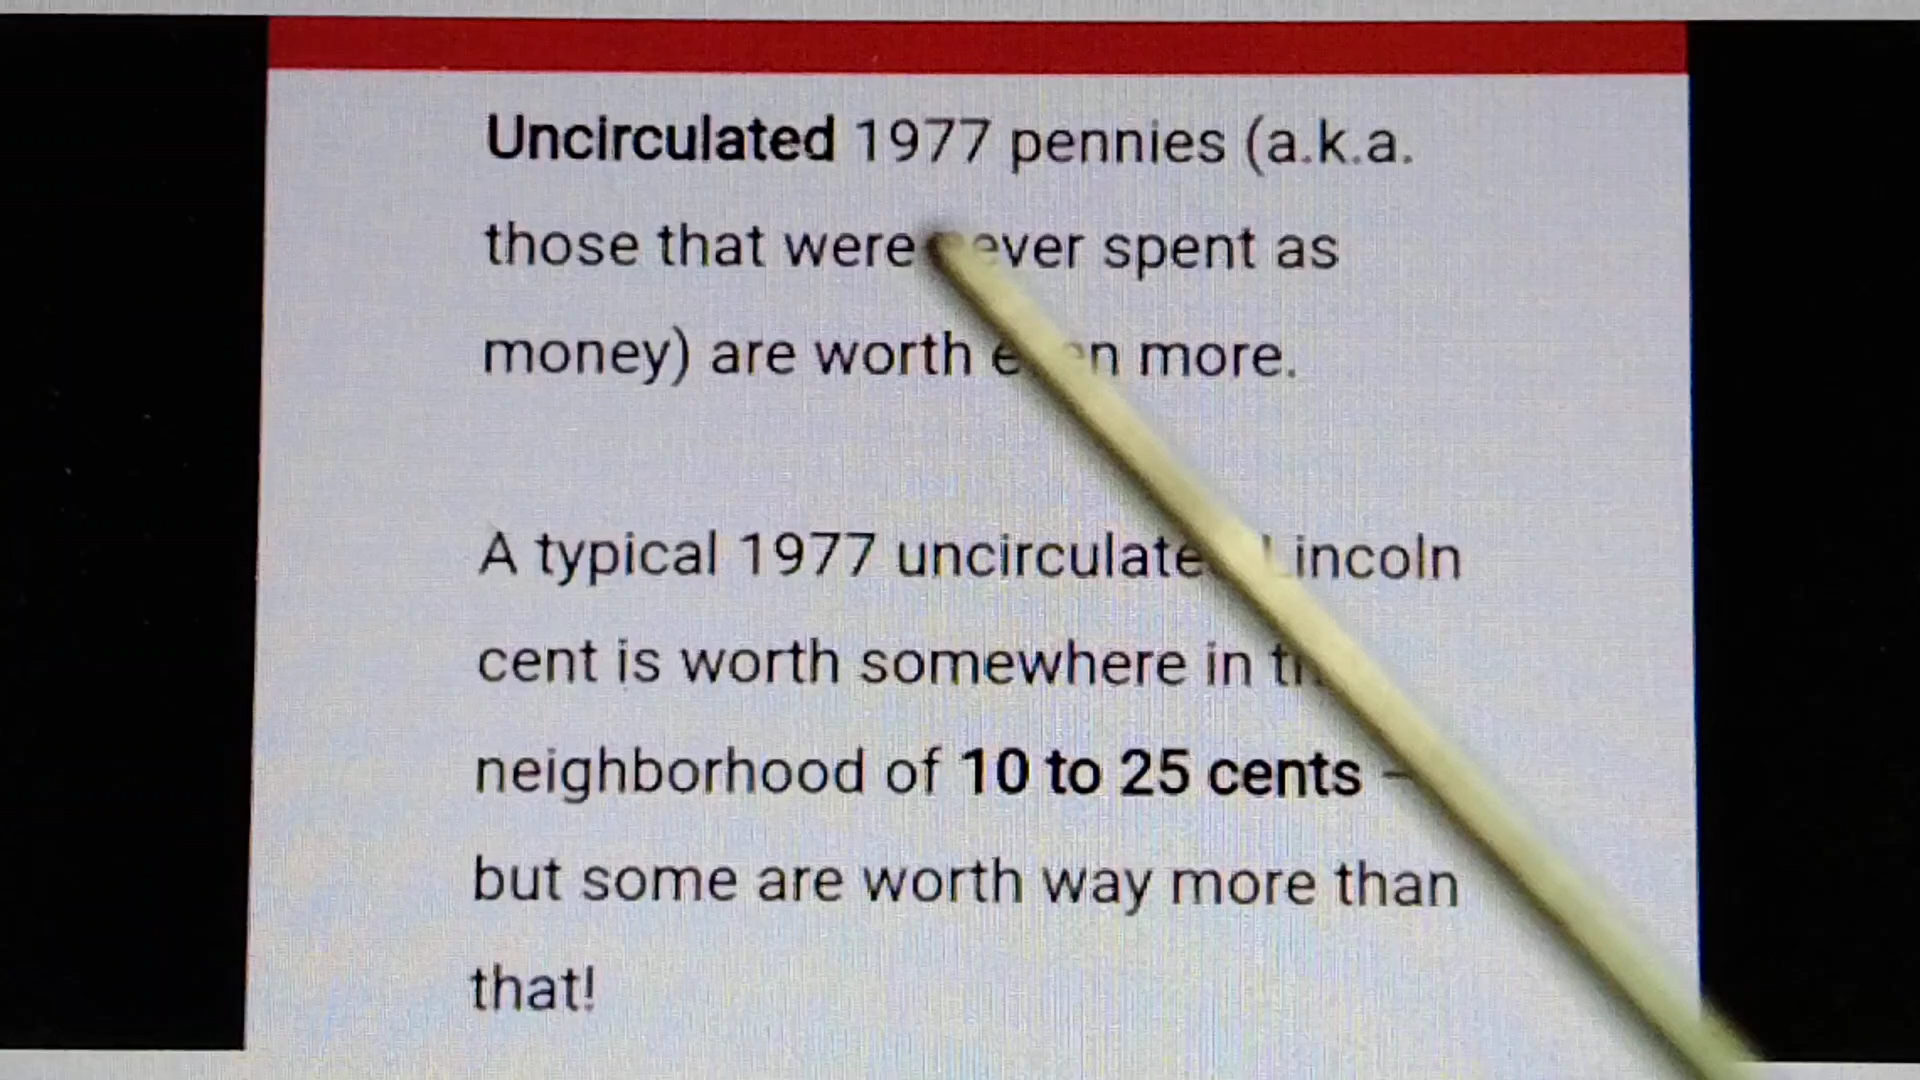 Uncirculated 1977 pennies (a.k.a.
those that were ever spent as
money) are worth more.
A typical 1977 uncirculate Lincoln
cent is worth somewhere in
neighborhood of 10 to 25 cents –
but some are worth way more than
that!